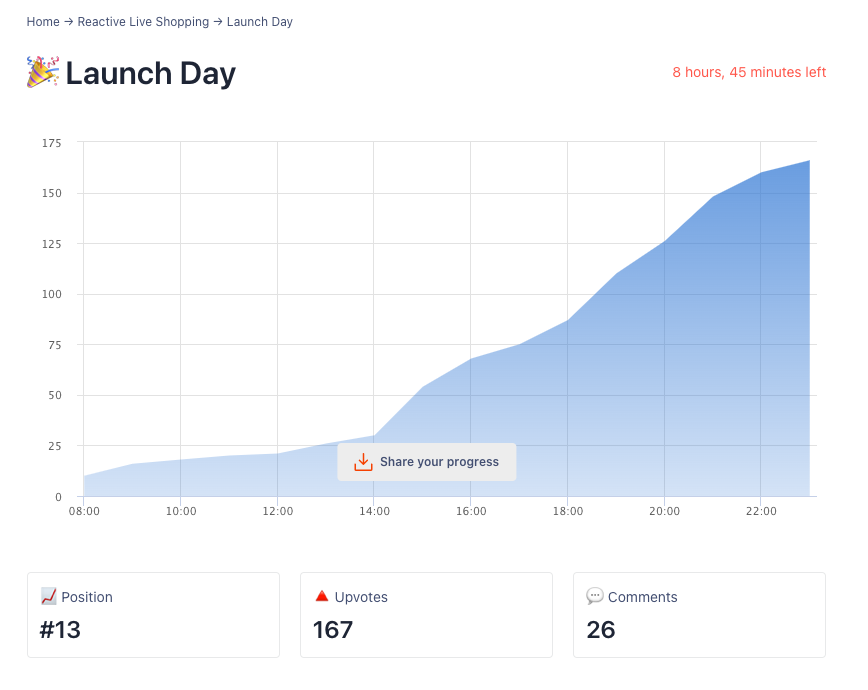 Home → Reactive Live Shopping → Launch Day
🎉 Launch Day
8 hours, 45 minutes left
175
150
125
100
75
50
25
0
Share your progress
08:00 10:00 12:00 14:00 16:00 18:00 20:00 22:00
Position
#13
Upvotes
167
Comments
26